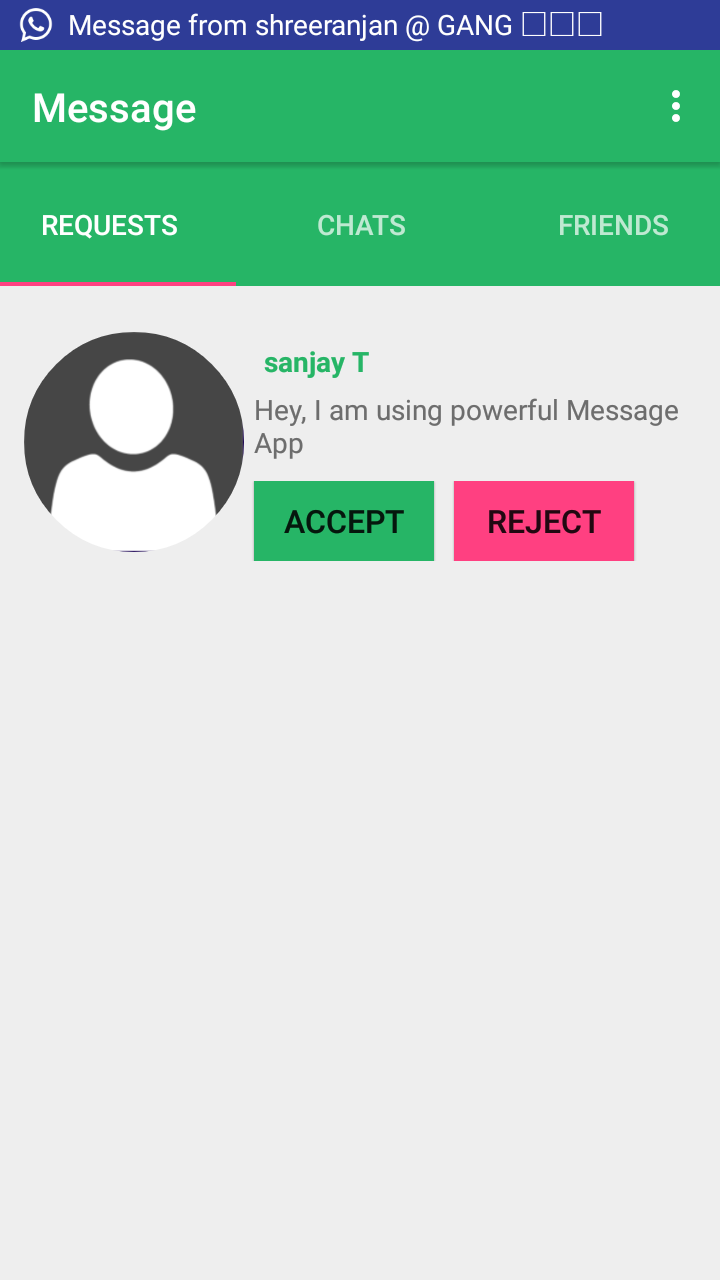 Message from shreeranjan @ GANG □□□
Message
REQUESTS
CHATS
FRIENDS
sanjay T
Hey, I am using powerful Message
App
ACCEPT
REJECT